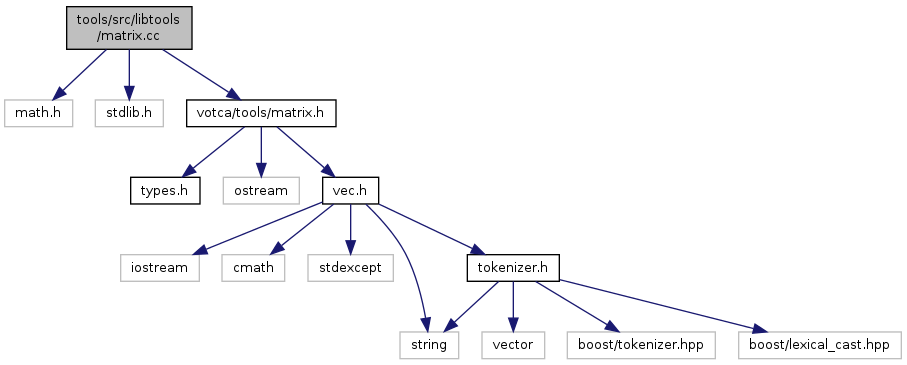 tools/src/libtools
/matrix.cc
math.h
stdlib.h
votca/tools/matrix.h
types.h
ostream
vec.h
iostream
cmath
stdexcept
tokenizer.h
string
vector
boost/tokenizer.hpp
boost/lexical_cast.hpp